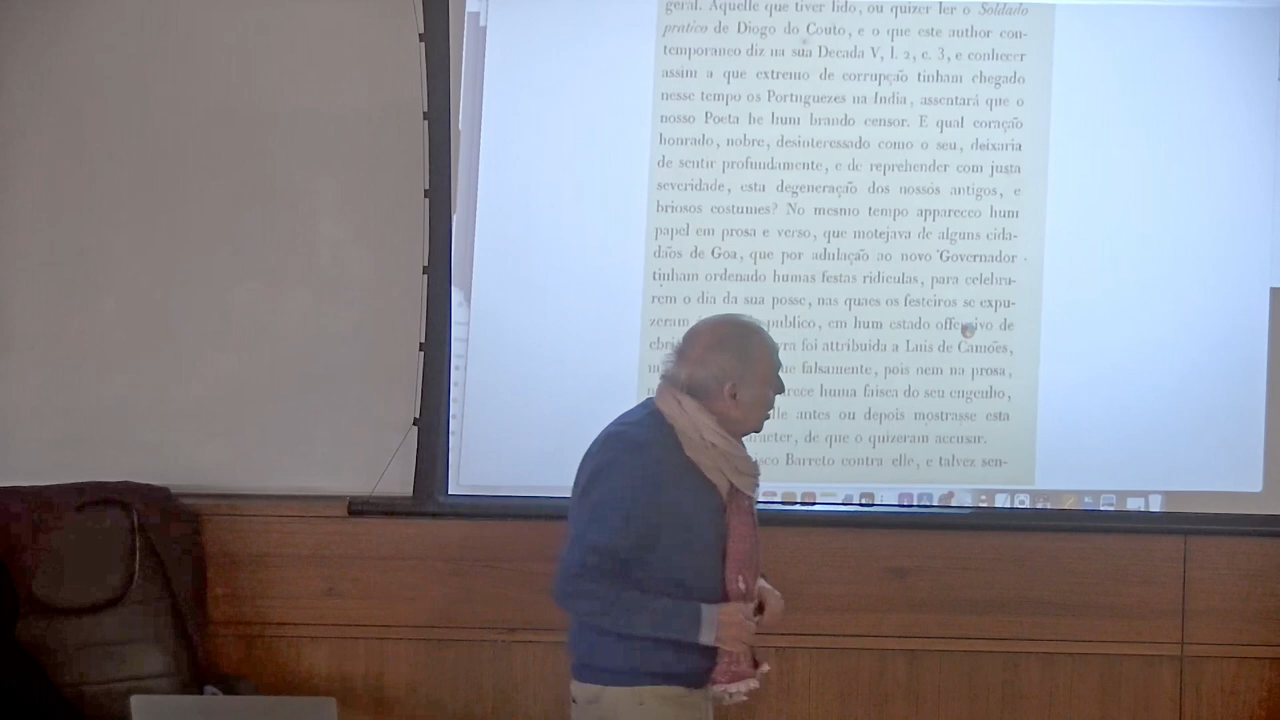 geral. Aquelle que tiver lido, ou quizer ler o Soldado
pratico de Diogo do Couto, e o que este author con-
temporaneo diz na sua Decada V, l. 2, c. 3, e conhecer
assim a que extremo de corrupção tinham chegado
nesse tempo os Portuguezes na India, assentará que o
nosso Poeta he hum brando censor. E qual coração
honrado, nobre, desinteressado como o seu, deixaria
de sentir profundamente, e de reprehender com justa
severidade, esta degeneração dos nossos antigos, e
briosos costumes? No mesmo tempo appareceo hum
papel em prosa e verso, que motejava de alguns cida-
dãos de Goa, que por adulação ao novo Governador
tinham ordenado humas festas ridiculas, para celebra-
rem o dia da sua posse, nas quaes os festeiros se expu-
zeram publico, em hum estado offensivo de
foi attribuida a Luis de Camões,
falsamente, pois nem na prosa,
huma faisca do seu engenho,
antes ou depois mostrasse esta
de que o quizeram accusar.
Barreto contra elle, e talvez sen-